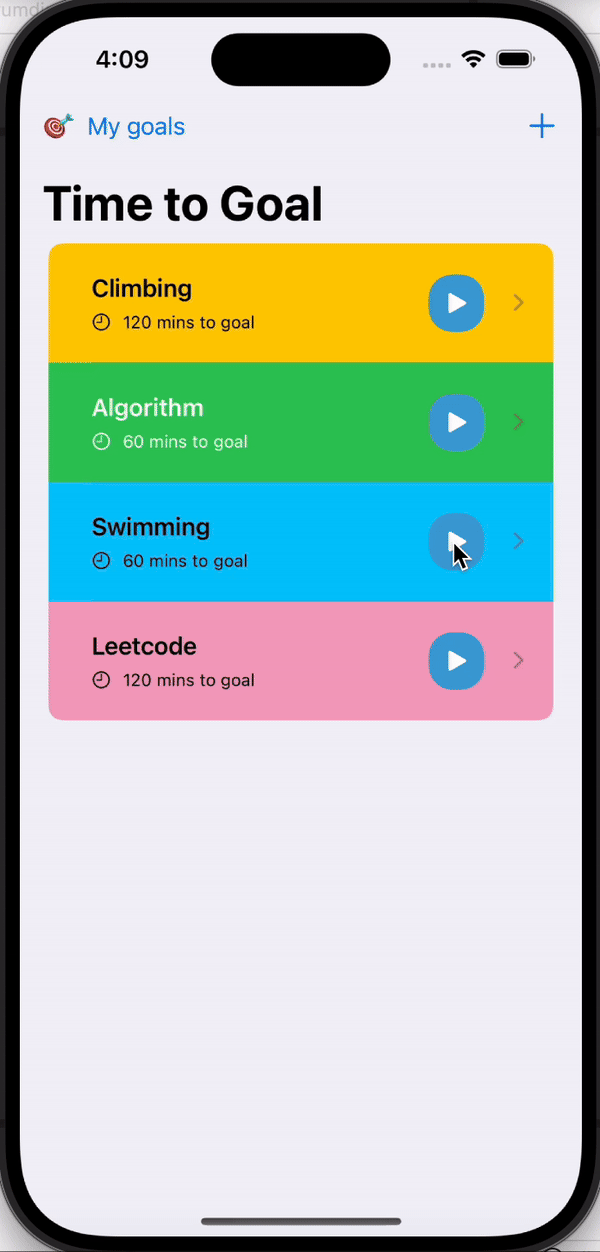 4:09
My goals
Time to Goal
Climbing
120 mins to goal
Algorithm
60 mins to goal
Swimming
60 mins to goal
Leetcode
120 mins to goal